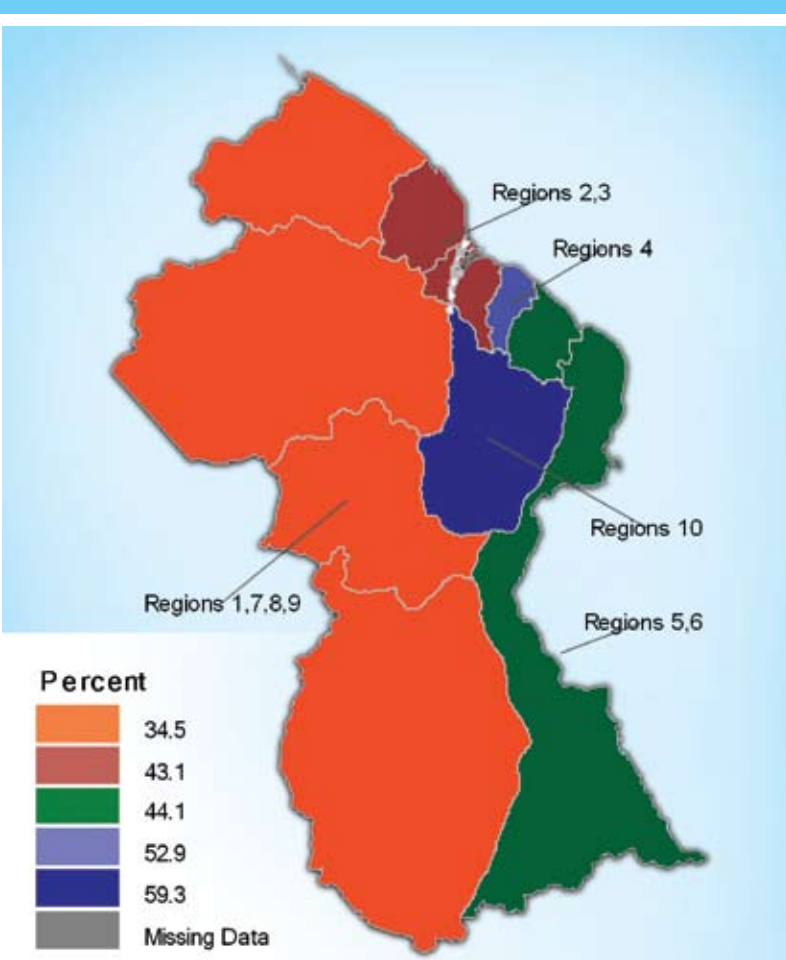 Regions 2,3
Regions 4
Regions 10
Regions 1,7,8,9
Regions 5,6
Percent
34.5
43.1
44.1
52.9
59.3
Missing Data